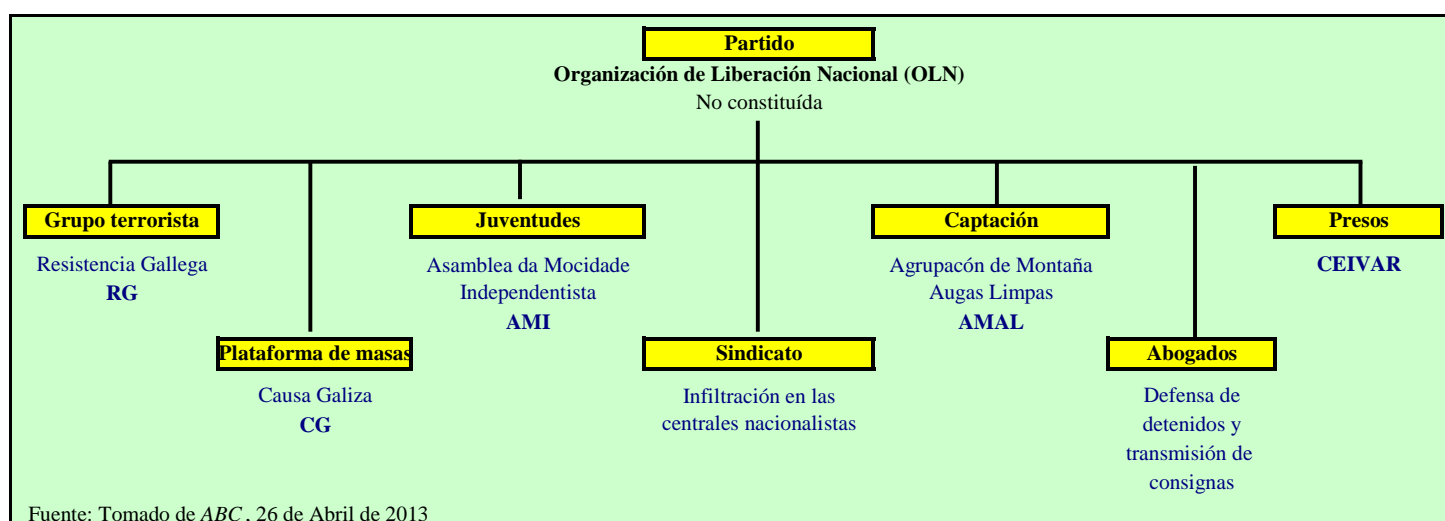 Partido
Organización de Liberación Nacional (OLN)
No constituída
Grupo terrorista
Resistencia Gallega
RG
Plataforma de masas
Causa Galiza
CG
Juventudes
Asamblea da Mocidade
Independentista
AMI
Sindicato
Infiltración en las
centrales nacionalistas
Captación
Agrupacón de Montaña
Augas Limpas
AMAL
Abogados
Defensa de
detenidos y
transmisión de
consignas
Presos
CEIVAR
Fuente: Tomado de ABC , 26 de Abril de 2013